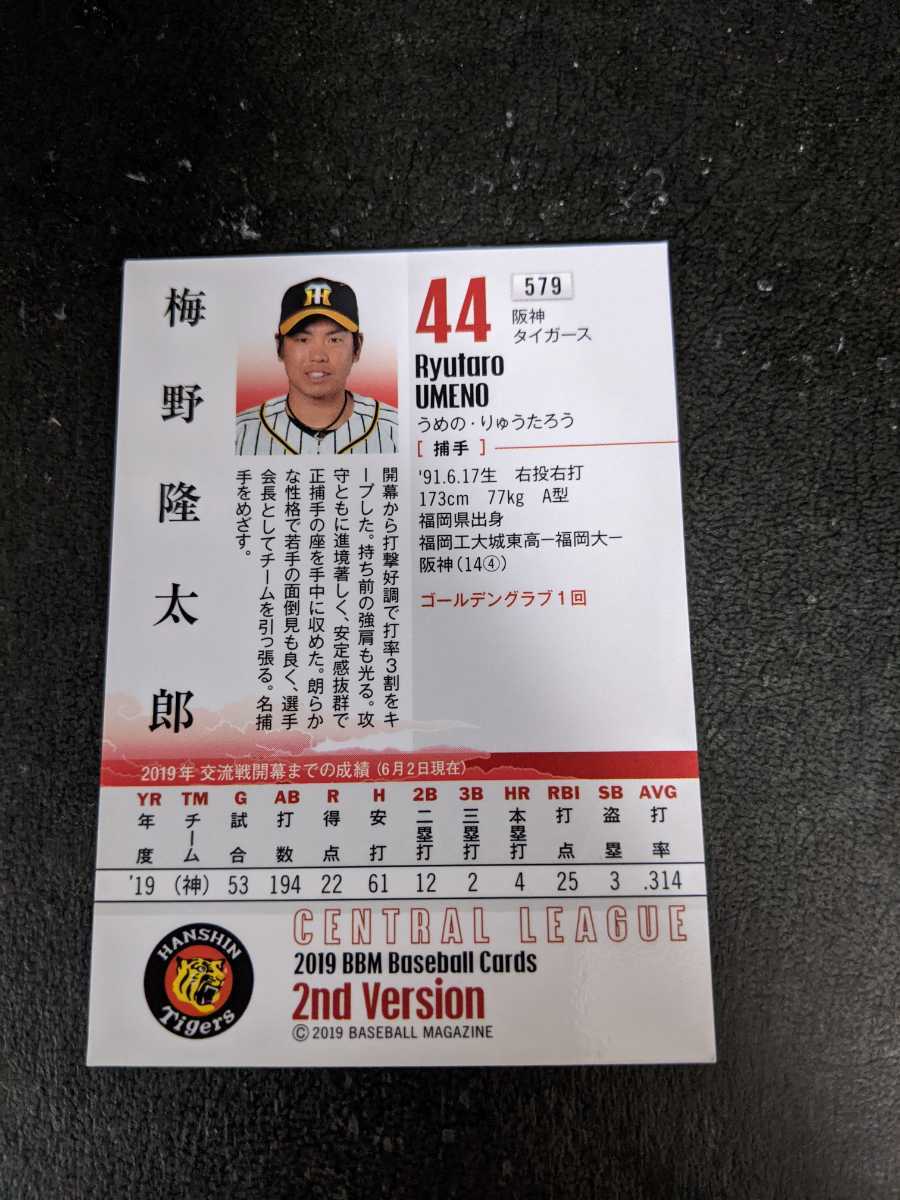 梅野隆太郎
44
579
阪神
タイガース
Ryutaro
UMENO
うめの・りゅうたろう
[ 捕手 ]
'91.6.17生 右投右打
173cm 77kg A型
福岡県出身
福岡工大城東高ー福岡大ー
阪神(14④)
ゴールデングラブ1回
開幕から打撃好調で打率3割をキ
ープした。持ち前の強肩も光る。攻
守ともに進境著しく、安定感抜群で
正捕手の座を手中に収めた。朗らか
な性格で若手の面倒見も良く、選手
会長としてチームを引っ張る。名捕
手をめざす。
2019年 交流戦開幕までの成績(6月2日現在)
YR TM G AB R H 2B 3B HR RBI SB AVG
年度 チーム 試合 打数 得点 安打 二塁打 三塁打 本塁打 打点 盗塁 打率
'19 (神) 53 194 22 61 12 2 4 25 3 .314
CENTRAL LEAGUE
2019 BBM Baseball Cards
2nd Version
©2019 BASEBALL MAGAZINE
HANSHIN
Tigers